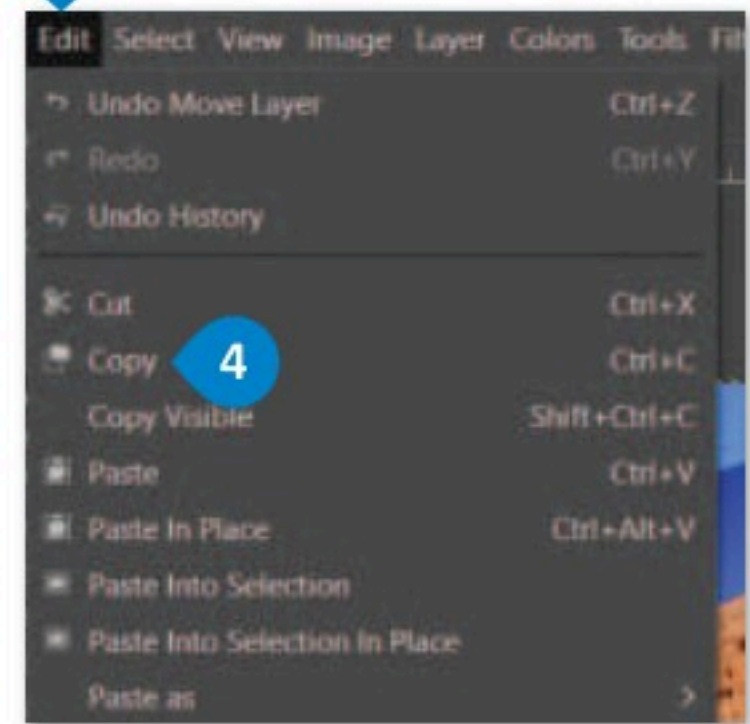 Edit Select View Image Layer Colors Tools
Undo Move Layer Ctrl+Z
Redo Ctrl+Y
Undo History
Cut Ctrl+X
Copy 4 Ctrl+C
Copy Visible Shift+Ctrl+C
Paste Ctrl+V
Paste In Place Ctrl+Alt+V
Paste Into Selection
Paste Into Selection In Place
Paste as